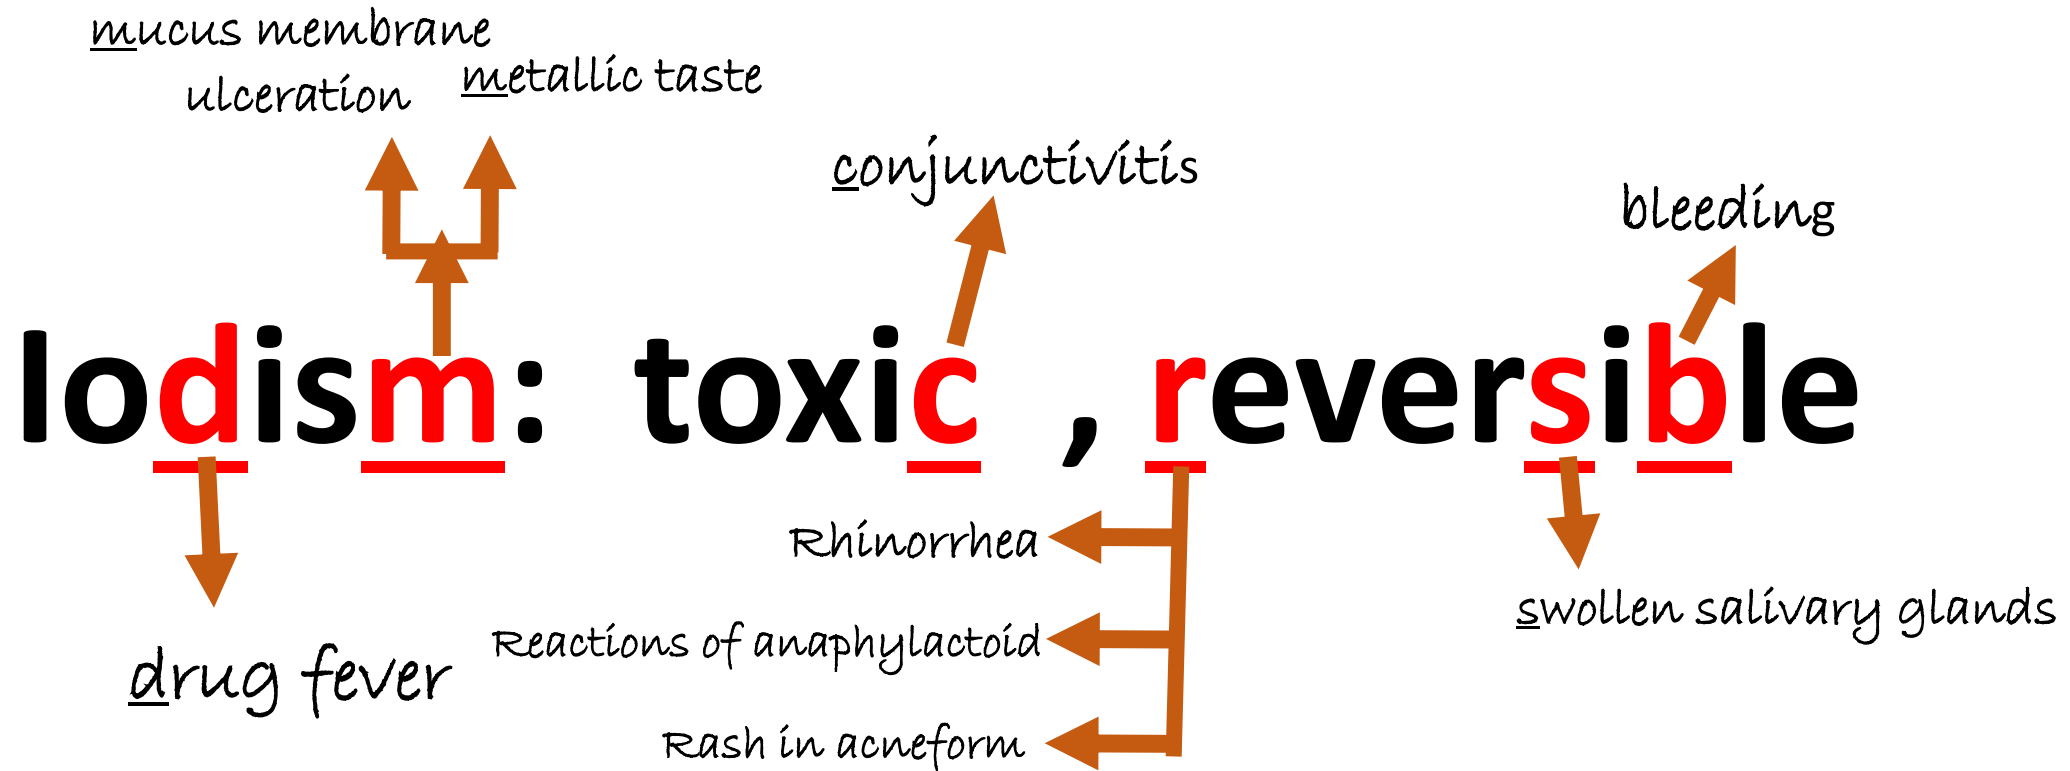 mucus membrane
ulceration
metallic taste
conjunctivitis
bleeding
Iodism: toxic , reversible
Rhinorrhea
Reactions of anaphylactoid
Rash in acneform
swollen salivary glands
drug fever